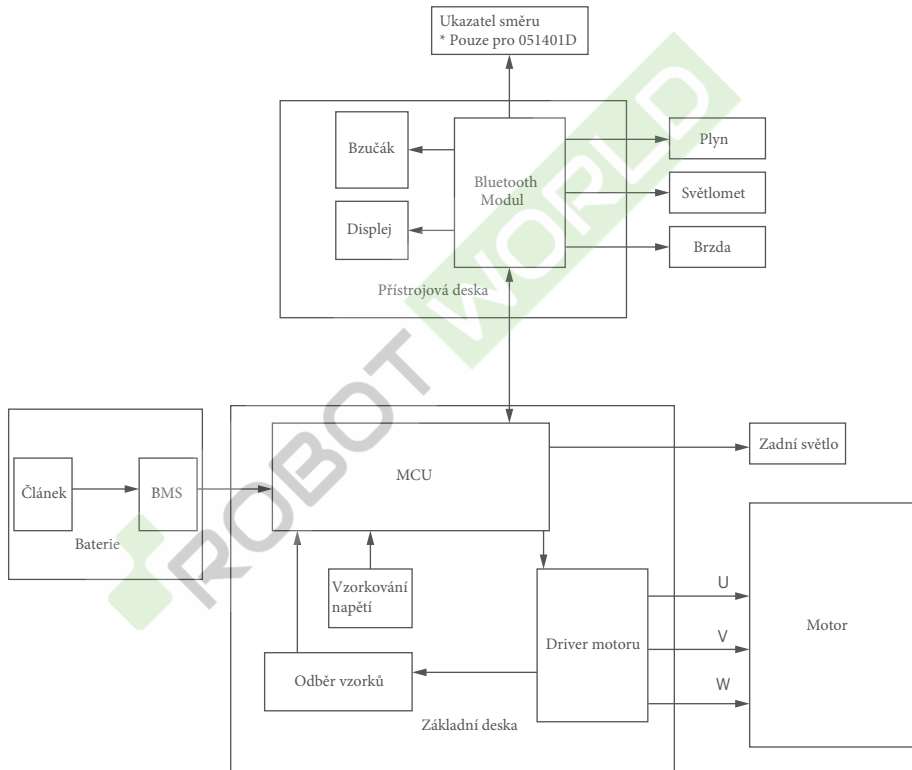 Ukazatel směru
* Pouze pro 051401D
Bzučák
Bluetooth
Modul
Plyn
Světlomet
Displej
Brzda
Přístrojová deska
ROBOT WORLD
MCU
Zadní světlo
Článek
BMS
Baterie
Vzorkování
napětí
U
Driver motoru
V
Motor
W
Odběr vzorků
Základní deska